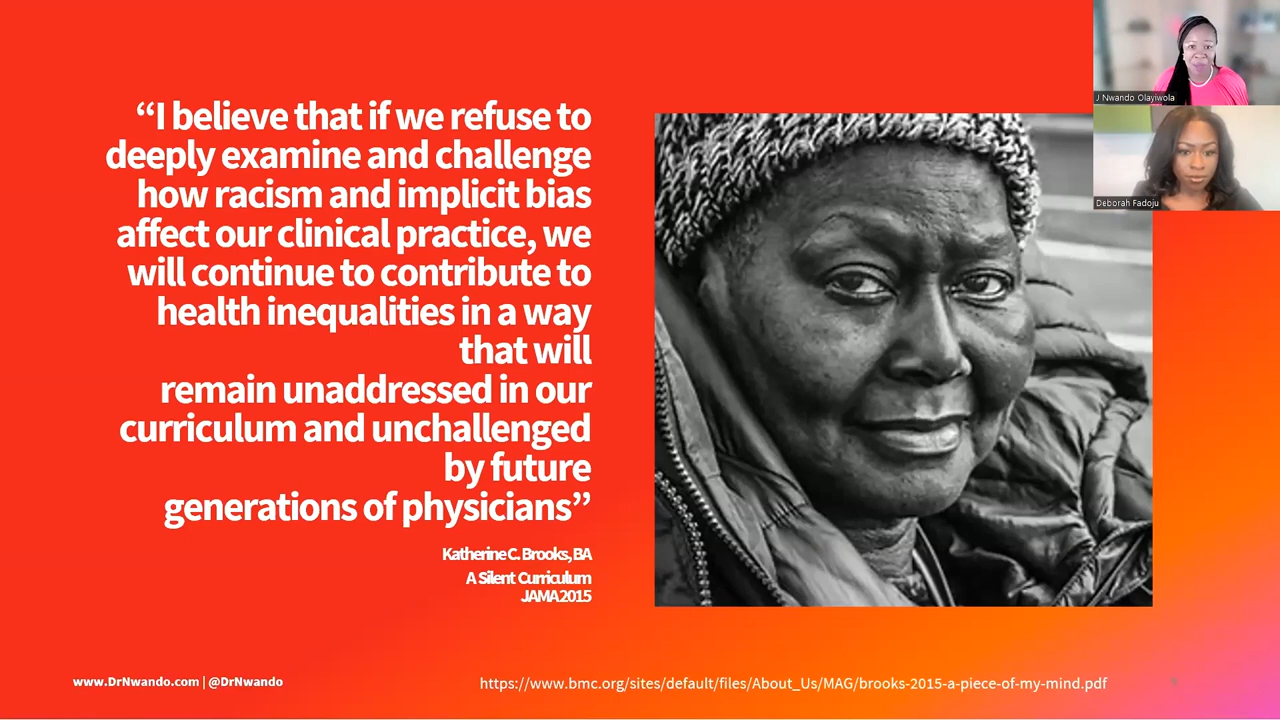 “I believe that if we refuse to
deeply examine and challenge
how racism and implicit bias
affect our clinical practice, we
will continue to contribute to
health inequalities in a way
that will
remain unaddressed in our
curriculum and unchallenged
by future
generations of physicians”
Katherine C. Brooks, BA
A Silent Curriculum
JAMA 2015
J Nwando Olayiwola
Deborah Fadoju
www.DrNwando.com | @DrNwando
https://www.bmc.org/sites/default/files/About_Us/MAG/brooks-2015-a-piece-of-my-mind.pdf